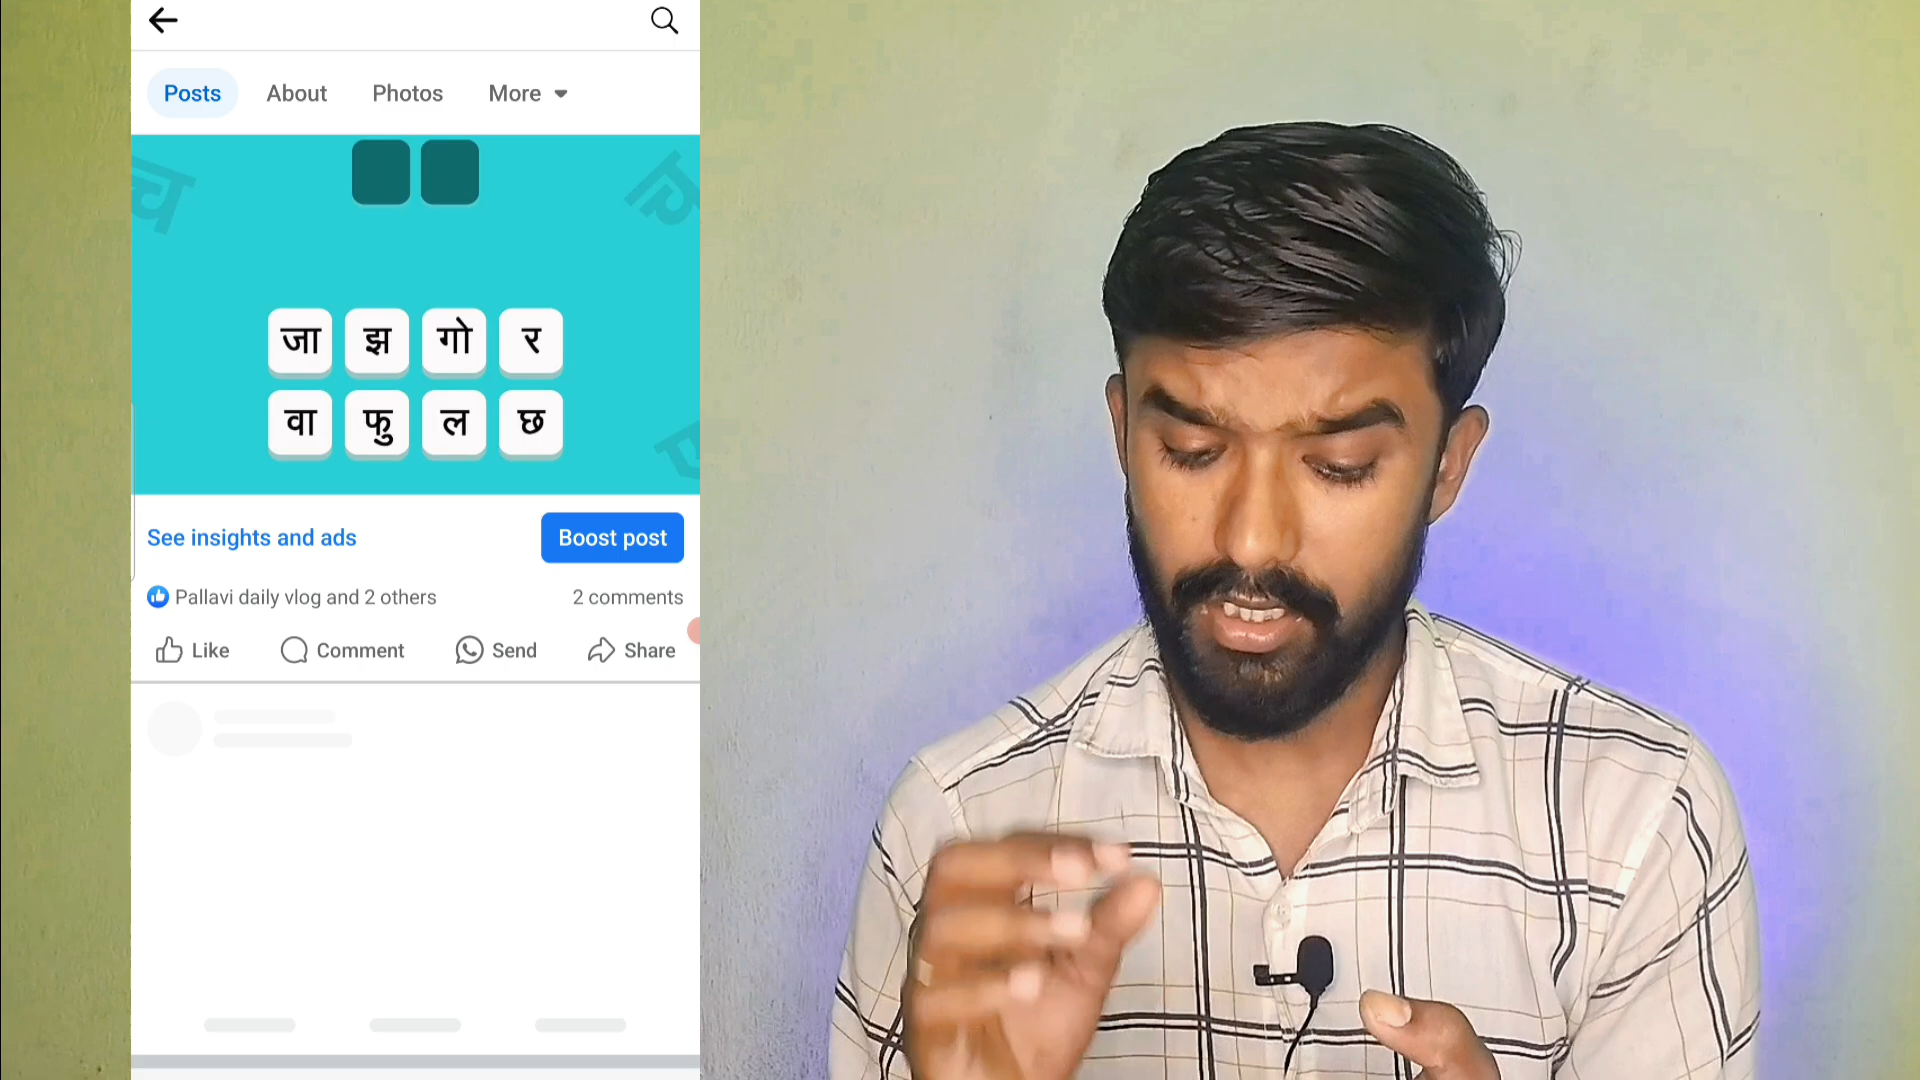 Posts About Photos More
च
जा झ गो र
वा फु ल छ
See insights and ads Boost post
Pallavi daily vlog and 2 others 2 comments
Like Comment Send Share